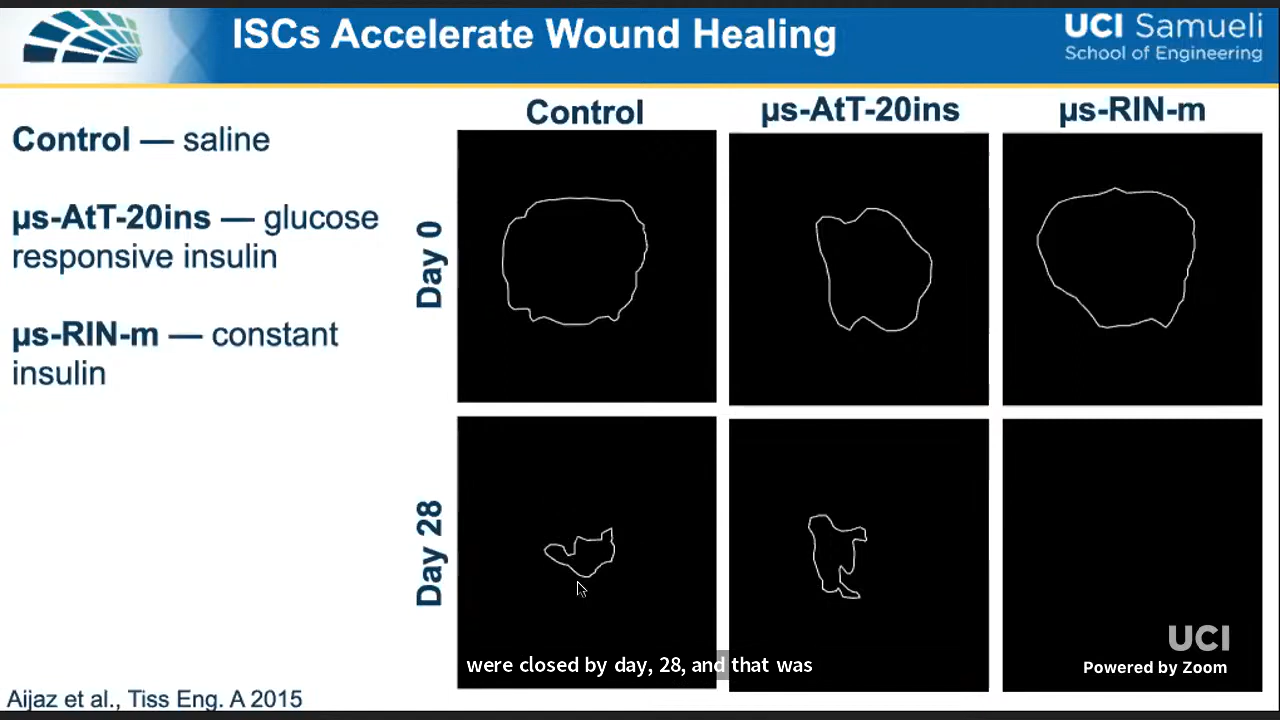 ISCs Accelerate Wound Healing
UCI Samueli
School of Engineering
Control — saline
µs-AtT-20ins — glucose
responsive insulin
µs-RIN-m — constant
insulin
Control
µs-AtT-20ins
µs-RIN-m
Day 0
Day 28
were closed by day, 28, and that was
UCI
Powered by Zoom
Aijaz et al., Tiss Eng. A 2015